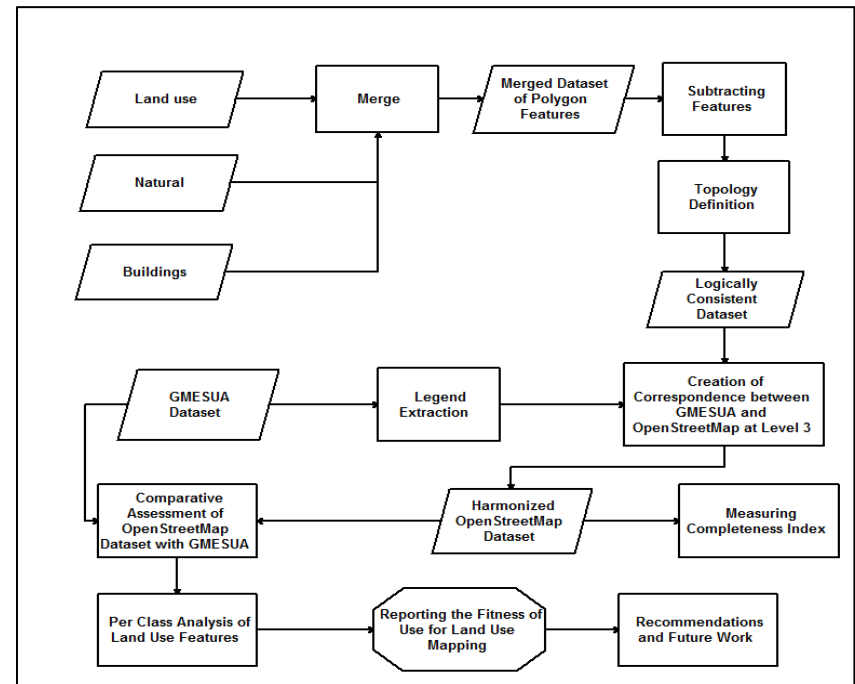 Land use
Merge
Merged Dataset
of Polygon
Features
Subtracting
Features
Natural
Topology
Definition
Buildings
Logically
Consistent
Dataset
GMESUA
Dataset
Legend
Extraction
Creation of
Correspondence between
GMESUA and
OpenStreetMap at Level 3
Comparative
Assessment of
OpenStreetMap
Dataset with GMESUA
Harmonized
OpenStreetMap
Dataset
Measuring
Completeness Index
Per Class Analysis of
Land Use Features
Reporting the Fitness of
Use for Land Use
Mapping
Recommendations
and Future Work